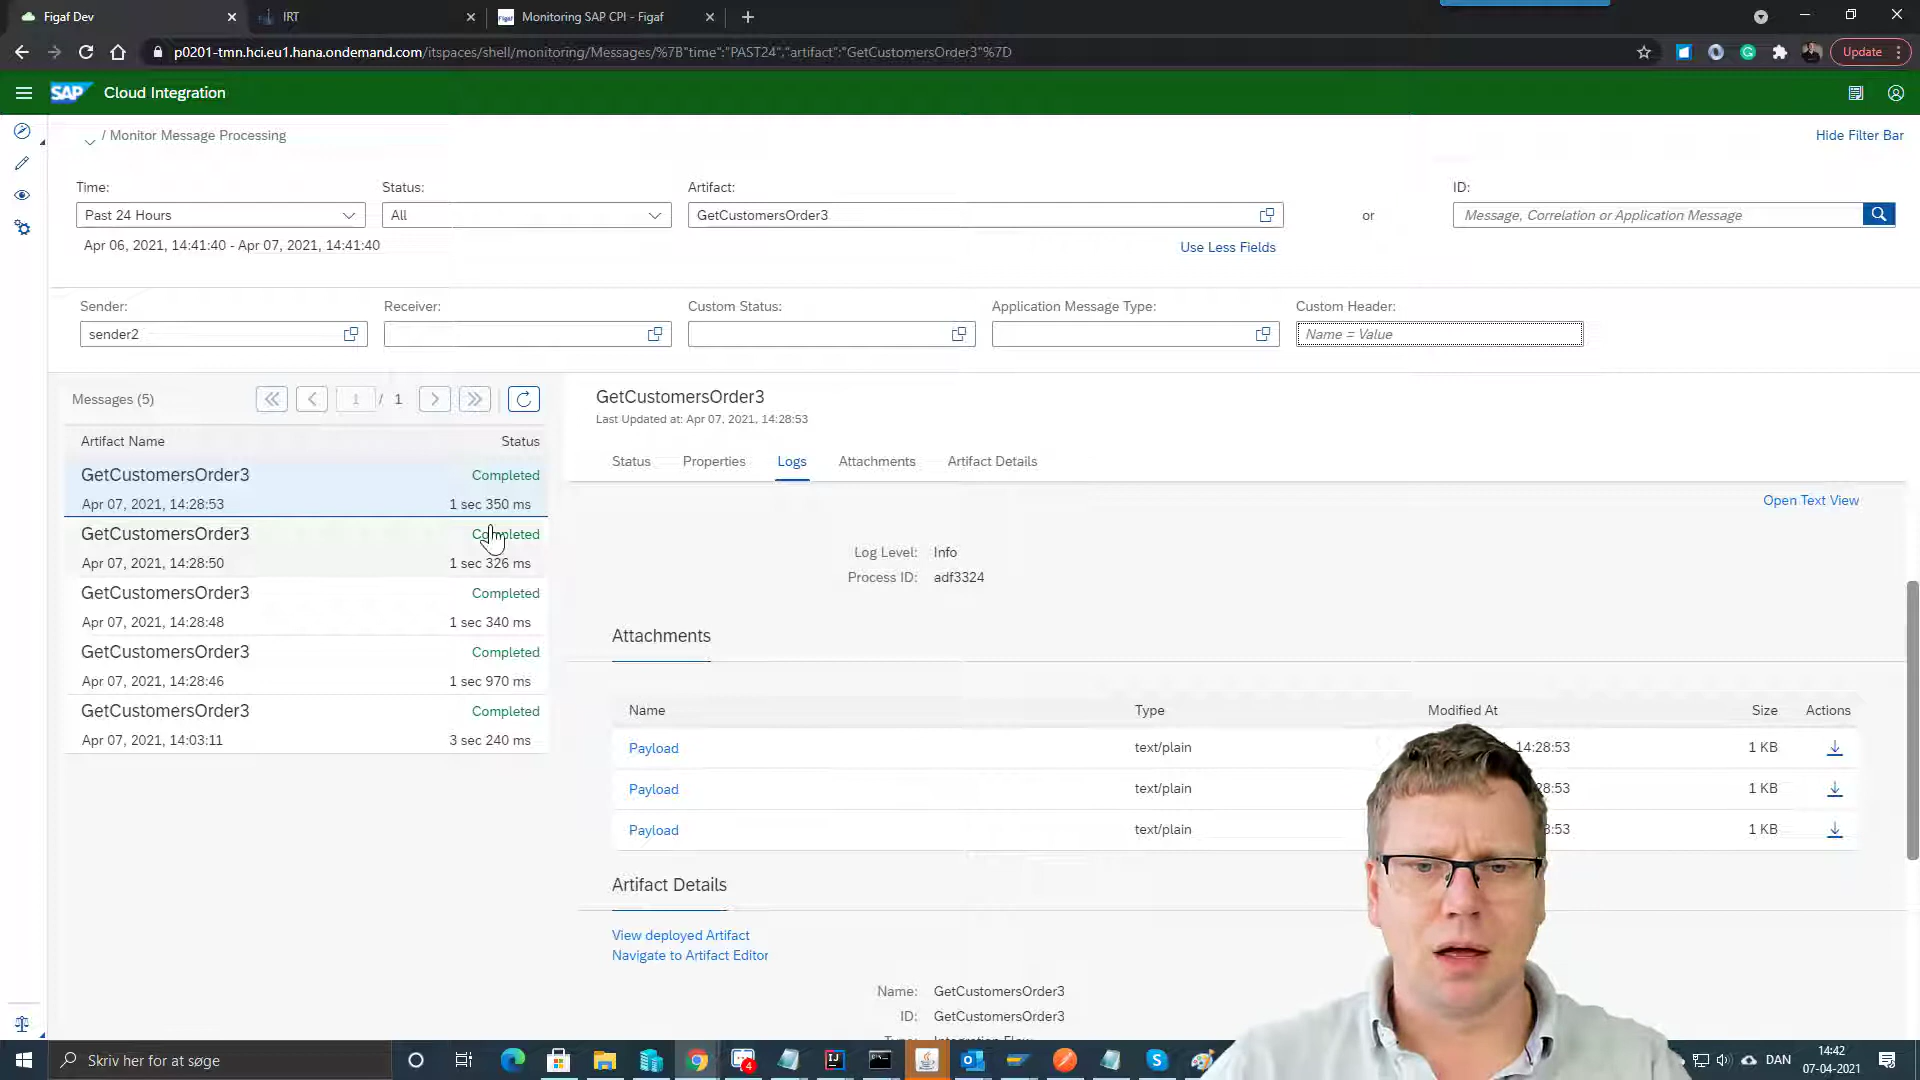 Figaf Dev
IRT
Monitoring SAP CPI - Figaf
p0201-tmn.hci.eu1.hana.ondemand.com/itspaces/shell/monitoring/Messages/%7B"time":"PAST24","artifact":"GetCustomersOrder3"%7D
Update
SAP Cloud Integration
/ Monitor Message Processing
Hide Filter Bar
Time:
Status:
Artifact:
ID:
Past 24 Hours
All
GetCustomersOrder3
or
Message, Correlation or Application Message
Apr 06, 2021, 14:41:40 - Apr 07, 2021, 14:41:40
Use Less Fields
Sender:
Receiver:
Custom Status:
Application Message Type:
Custom Header:
sender2
Name = Value
Messages (5)
1 / 1
Artifact Name
Status
GetCustomersOrder3
Completed
Apr 07, 2021, 14:28:53
1 sec 350 ms
GetCustomersOrder3
Completed
Apr 07, 2021, 14:28:50
1 sec 326 ms
GetCustomersOrder3
Completed
Apr 07, 2021, 14:28:48
1 sec 340 ms
GetCustomersOrder3
Completed
Apr 07, 2021, 14:28:46
1 sec 970 ms
GetCustomersOrder3
Completed
Apr 07, 2021, 14:03:11
3 sec 240 ms
GetCustomersOrder3
Last Updated at: Apr 07, 2021, 14:28:53
Status
Properties
Logs
Attachments
Artifact Details
Open Text View
Log Level: Info
Process ID: adf3324
Attachments
Name
Type
Modified At
Size
Actions
Payload
text/plain
14:28:53
1 KB
Payload
text/plain
28:53
1 KB
Payload
text/plain
1 KB
Artifact Details
View deployed Artifact
Navigate to Artifact Editor
Name: GetCustomersOrder3
ID: GetCustomersOrder3
Skriv her for at søge
4
DAN
14:42
07-04-2021